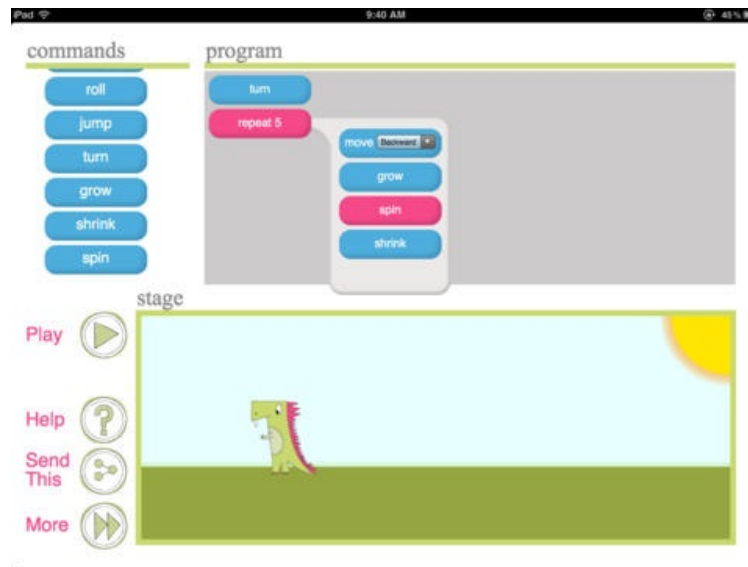 iPad 9:40 AM 45%
commands
program
roll
jump
turn
grow
shrink
spin
turn
repeat 5
move Backward
grow
spin
shrink
stage
Play
Help
Send
This
More